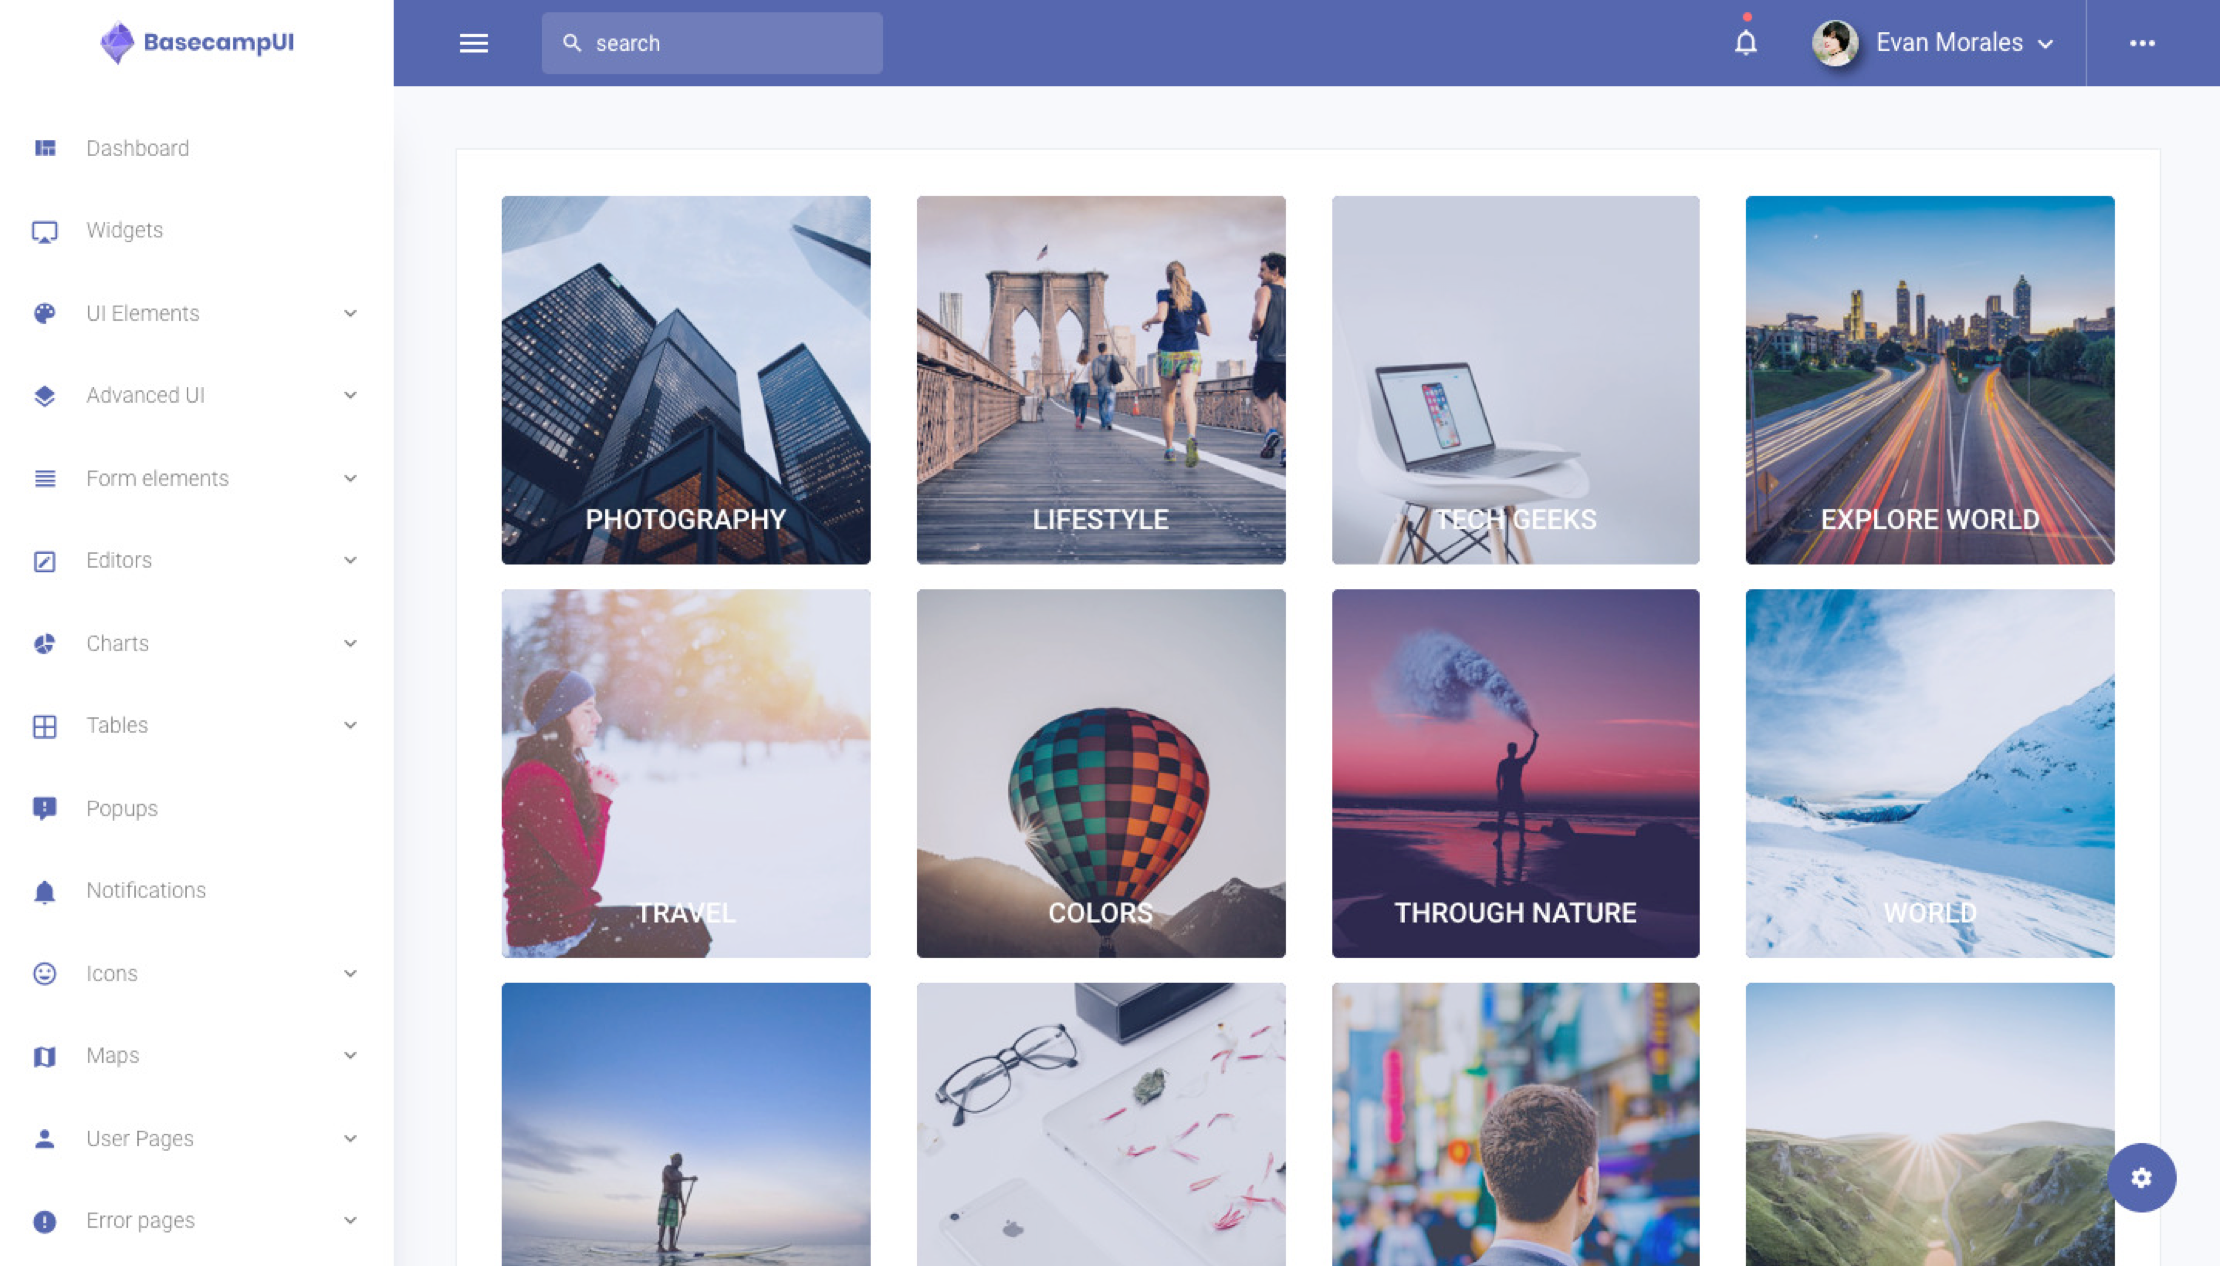 BasecampUI
search
Evan Morales
Dashboard
Widgets
UI Elements
Advanced UI
Form elements
Editors
Charts
Tables
Popups
Notifications
Icons
Maps
User Pages
Error pages
PHOTOGRAPHY
LIFESTYLE
TECH GEEKS
EXPLORE WORLD
TRAVEL
COLORS
THROUGH NATURE
WORLD